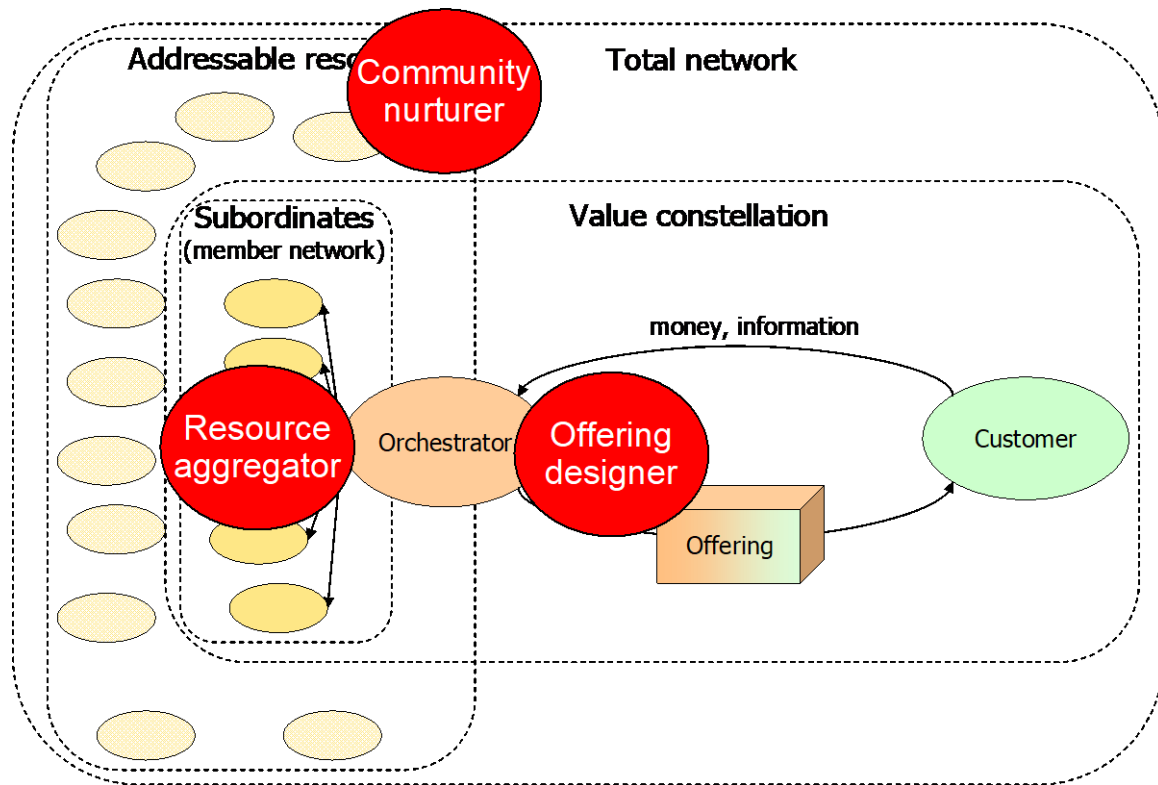 Addressable
Total network
Community
nurturer
Subordinates
(member network)
Value constellation
money, information
Resource
aggregator
Orchestrator
Offering
designer
Customer
Offering